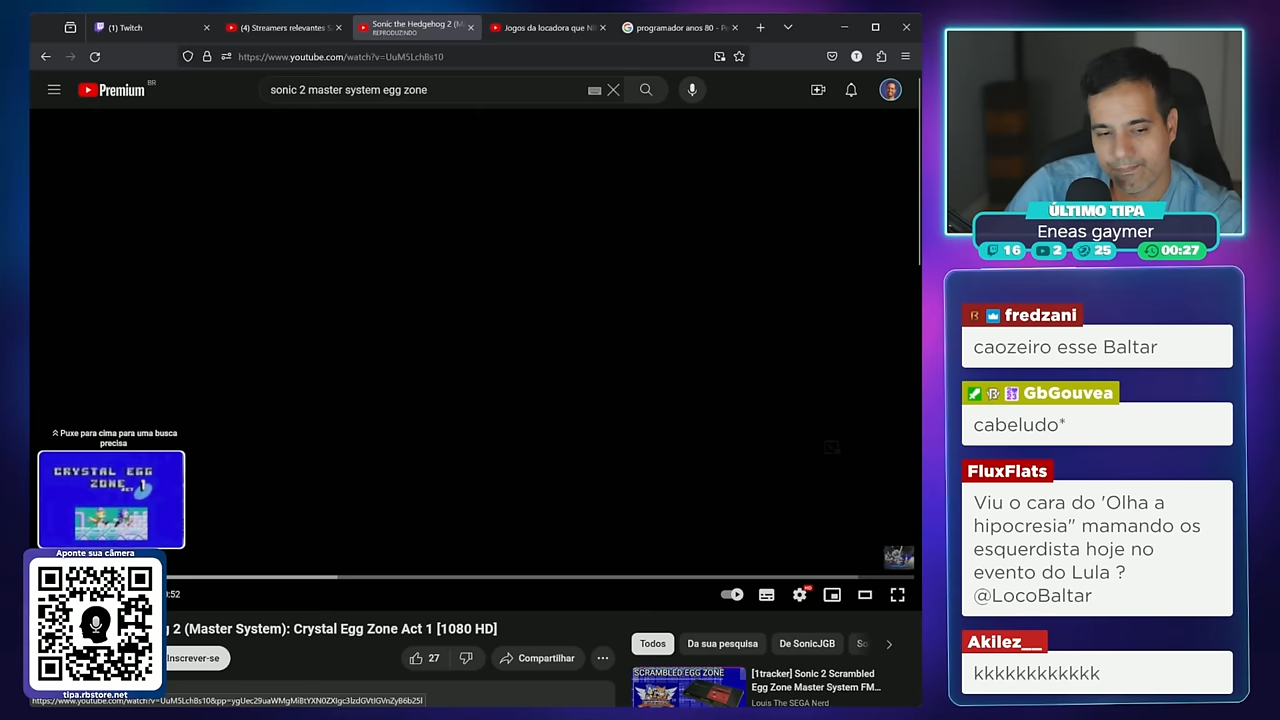 (1) Twitch
(4) Streamers relevantes S
Sonic the Hedgehog 2 (M
REPRODUZINDO
Jogos da locadora que N
programador anos 80 - P
https://www.youtube.com/watch?v=UuM5LchBs10
Premium BR
sonic 2 master system egg zone
Puxe para cima para uma busca
precisa
CRYSTAL EGG
ZONE ACT 1
Aponte sua câmera
tipa.rbstore.net
:52
HD
2 (Master System): Crystal Egg Zone Act 1 [1080 HD]
Inscrever-se
27
Compartilhar
Todos
Da sua pesquisa
De SonicJGB
So
SCRAMBLED EGG ZONE
[1tracker] Sonic 2 Scrambled
Egg Zone Master System FM...
Louis The SEGA Nerd
ÚLTIMO TIPA
Eneas gaymer
16
2
25
00:27
fredzani
caozeiro esse Baltar
GbGouvea
cabeludo*
FluxFlats
Viu o cara do 'Olha a
hipocresia" mamando os
esquerdista hoje no
evento do Lula ?
@LocoBaltar
Akilez__
kkkkkkkkkkkk